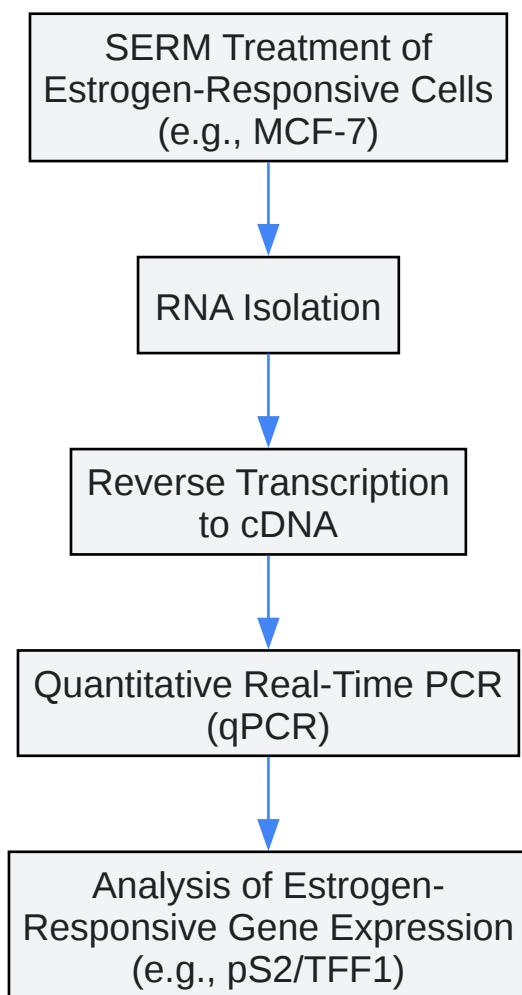 SERM Treatment of
Estrogen-Responsive Cells
(e.g., MCF-7)
RNA Isolation
Reverse Transcription
to cDNA
Quantitative Real-Time PCR
(qPCR)
Analysis of Estrogen-
Responsive Gene Expression
(e.g., pS2/TFF1)